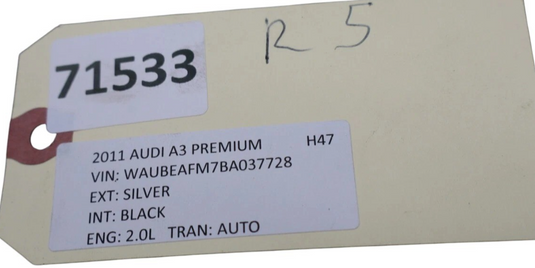 R 5
71533
2011 AUDI A3 PREMIUM H47
VIN: WAUBEAFM7BA037728
EXT: SILVER
INT: BLACK
ENG: 2.0L TRAN: AUTO